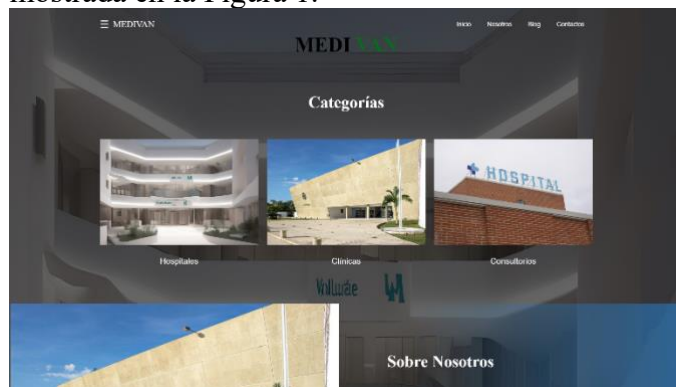 mostrada en la Figura 1.
☰ MEDIVAN
Inicio Nosotros Blog Contactos
MEDIVAN
Categorías
HOSPITAL
Hospitales Clínicas Consultorios
Sobre Nosotros